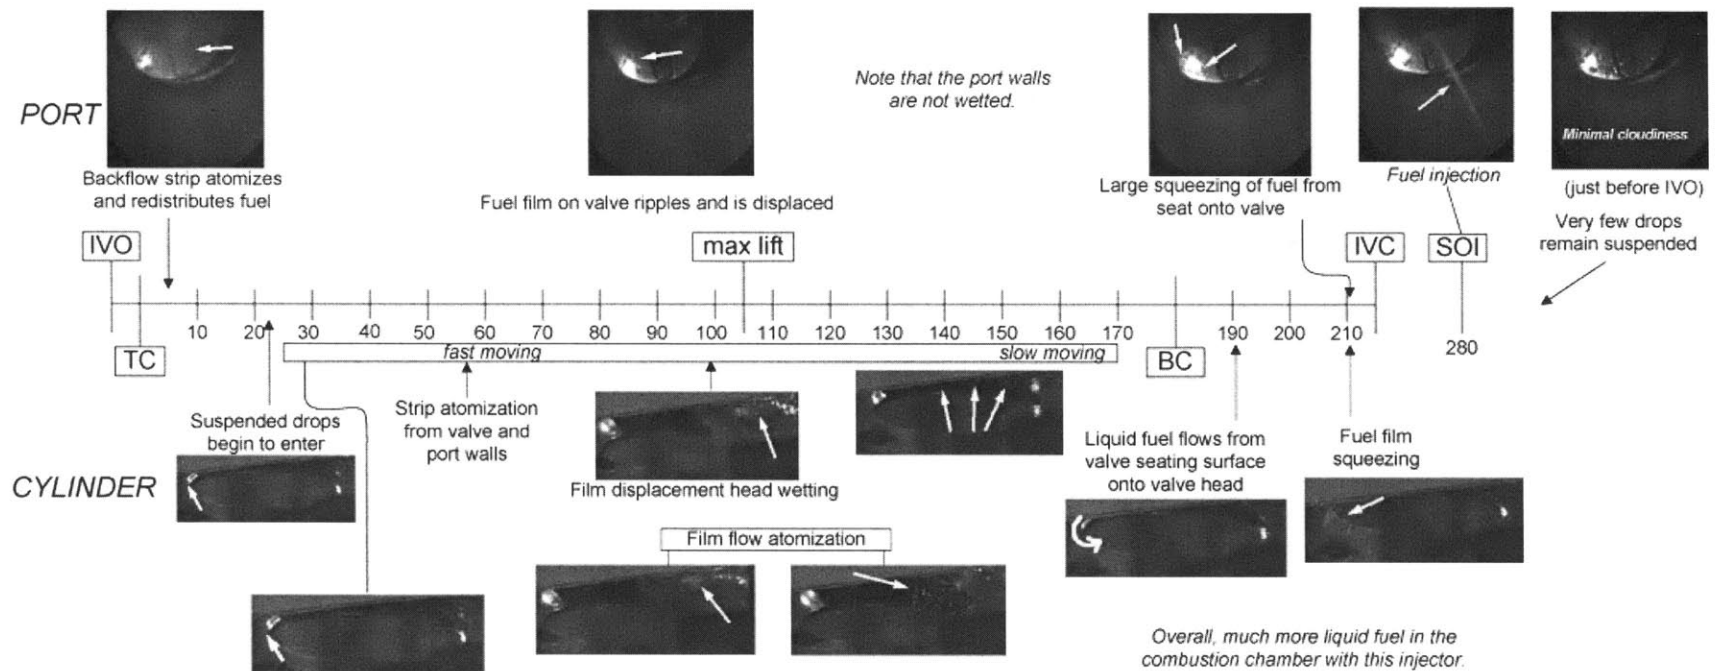 PORT
Backflow strip atomizes
and redistributes fuel
Fuel film on valve ripples and is displaced
Note that the port walls
are not wetted.
Large squeezing of fuel from
seat onto valve
Fuel injection
Minimal cloudiness
(just before IVO)
Very few drops
remain suspended
IVO
max lift
IVC
SOI
10 20 30 40 50 60 70 80 90 100 110 120 130 140 150 160 170 190 200 210 280
TC
BC
fast moving
slow moving
CYLINDER
Suspended drops
begin to enter
Strip atomization
from valve and
port walls
Film displacement head wetting
Film flow atomization
Liquid fuel flows from
valve seating surface
onto valve head
Fuel film
squeezing
Overall, much more liquid fuel in the
combustion chamber with this injector.